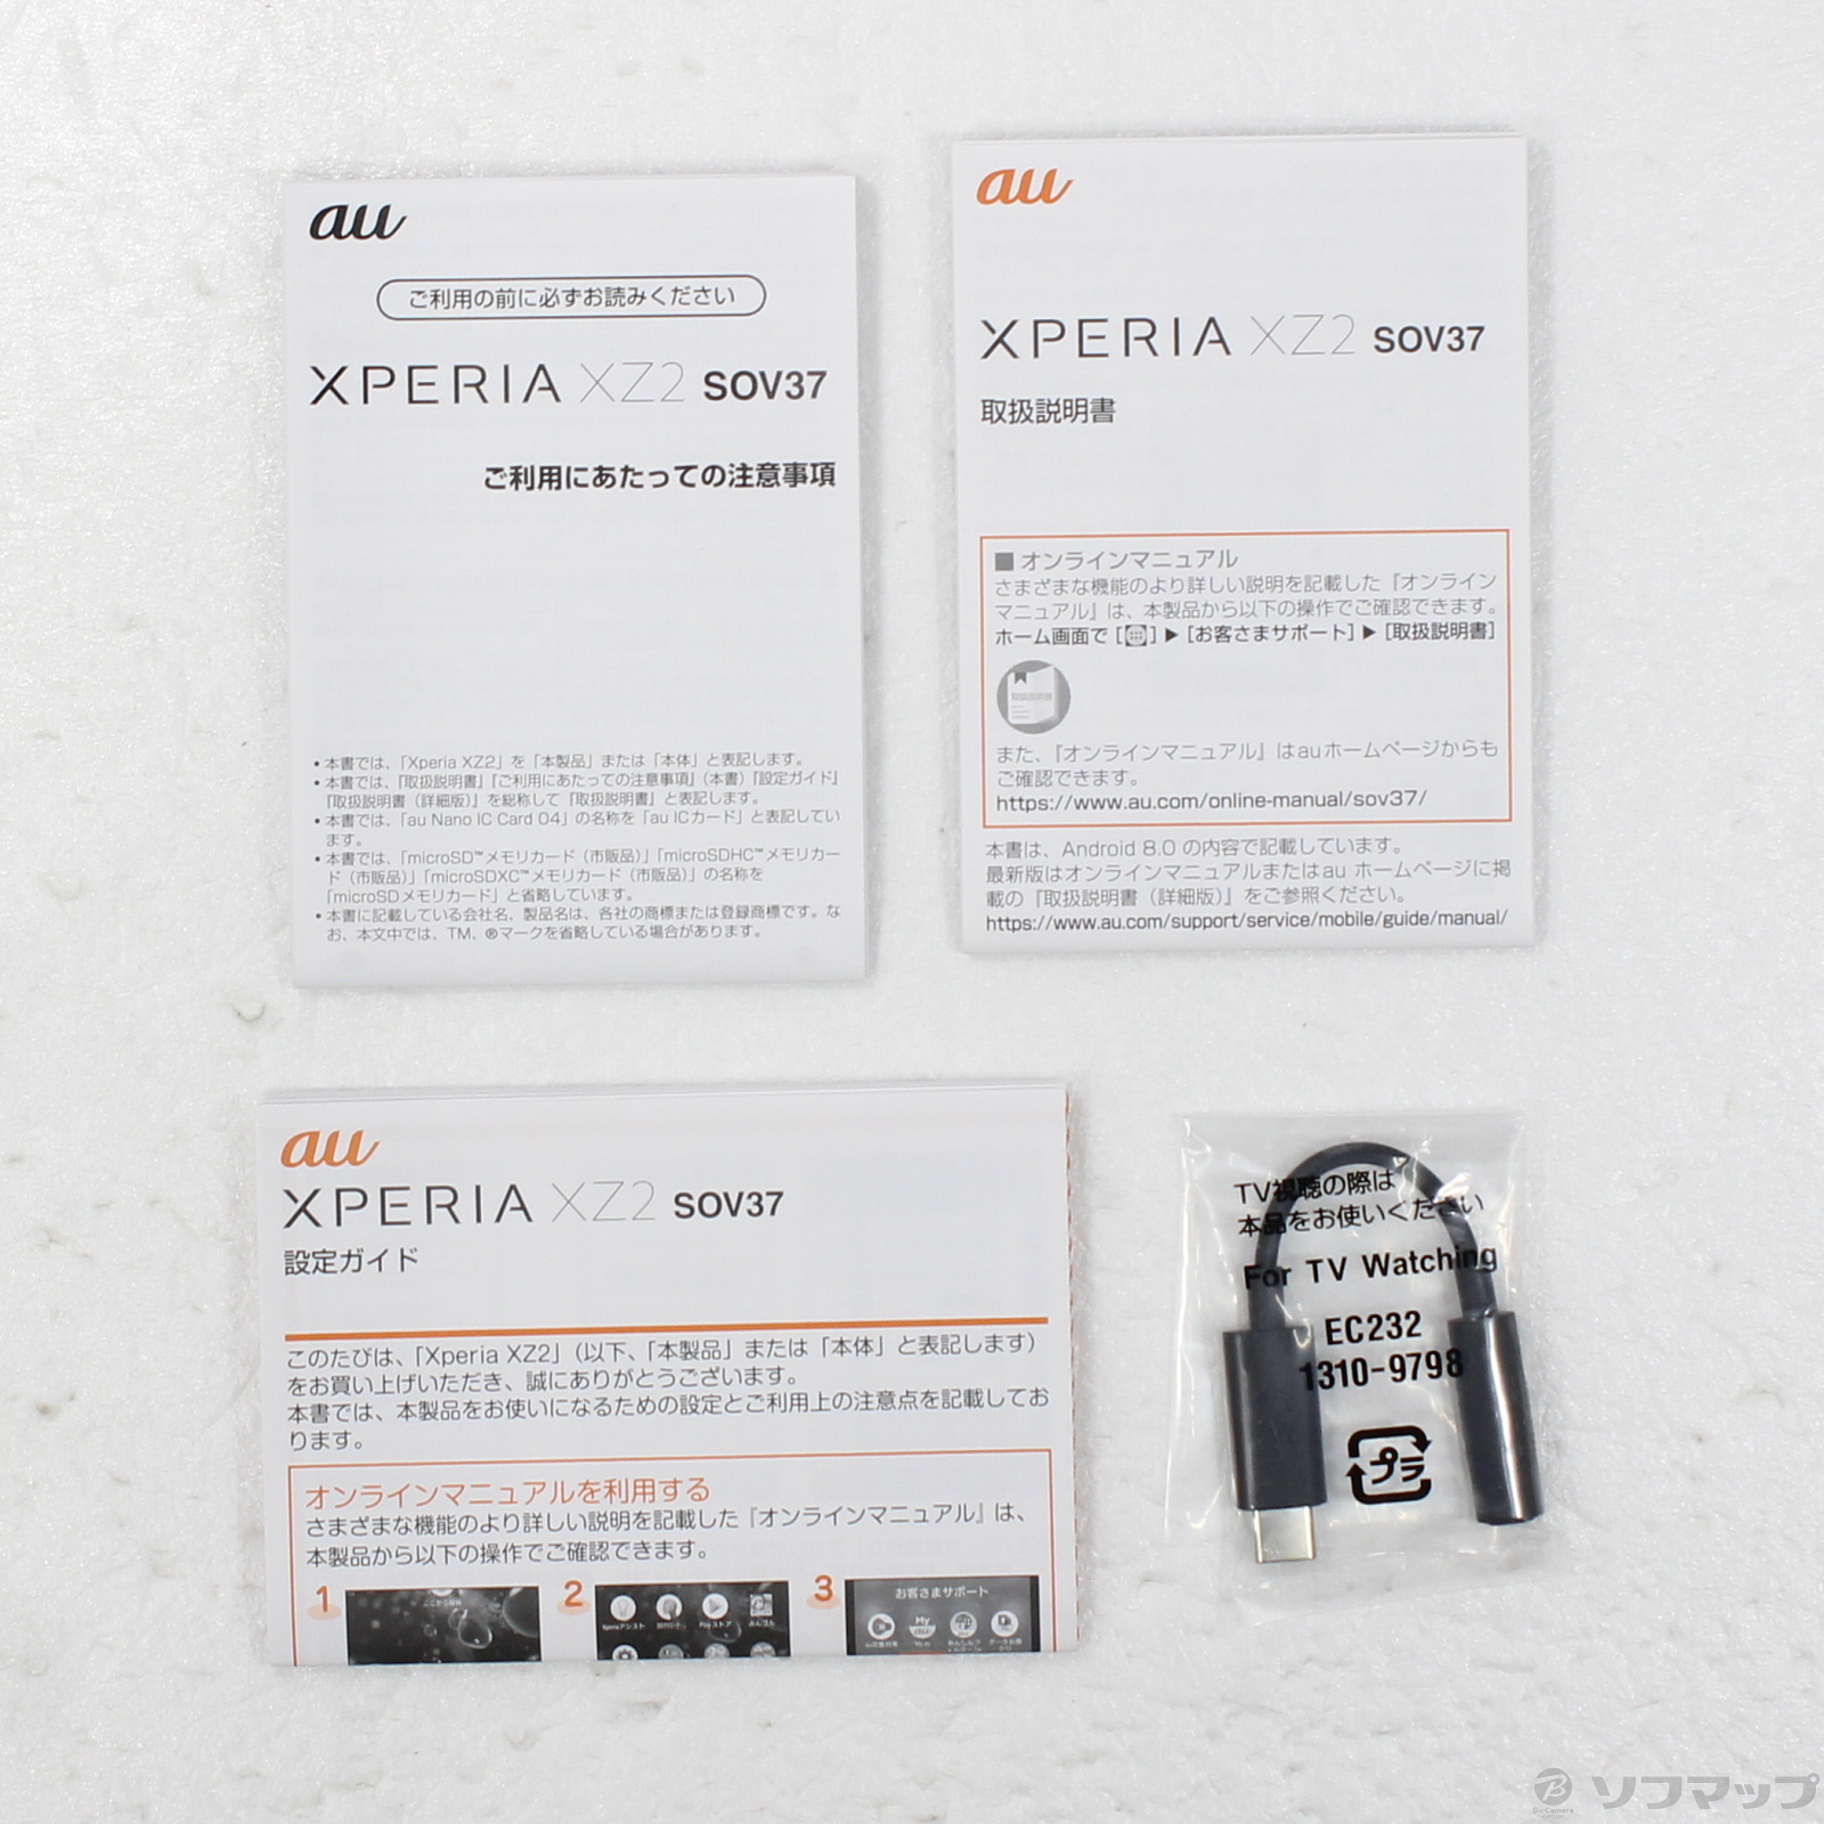 au
ご利用の前に必ずお読みください
XPERIA XZ2 SOV37
ご利用にあたっての注意事項
• 本書では、「Xperia XZ2」を「本製品」または「本体」と表記します。
• 本書では、『取扱説明書』『ご利用にあたっての注意事項』（本書）『設定ガイド』
『取扱説明書（詳細版）』を総称して『取扱説明書』と表記します。
• 本書では、「au Nano IC Card 04」の名称を「au ICカード」と表記してい
ます。
• 本書では、「microSD™メモリカード（市販品）」「microSDHC™メモリカー
ド（市販品）」「microSDXC™メモリカード（市販品）」の名称を
「microSDメモリカード」と省略しています。
• 本書に記載している会社名、製品名は、各社の商標または登録商標です。な
お、本文中では、TM、®マークを省略している場合があります。
au
XPERIA XZ2 SOV37
取扱説明書
■ オンラインマニュアル
さまざまな機能のより詳しい説明を記載した『オンライン
マニュアル』は、本製品から以下の操作でご確認できます。
ホーム画面で [ ] ▶ [お客さまサポート] ▶ [取扱説明書]
取扱説明書
また、『オンラインマニュアル』はauホームページからも
ご確認できます。
https://www.au.com/online-manual/sov37/
本書は、Android 8.0 の内容で記載しています。
最新版はオンラインマニュアルまたはau ホームページに掲
載の『取扱説明書（詳細版）』をご参照ください。
https://www.au.com/support/service/mobile/guide/manual/
au
XPERIA XZ2 SOV37
設定ガイド
このたびは、「Xperia XZ2」（以下、「本製品」または「本体」と表記します）
をお買い上げいただき、誠にありがとうございます。
本書では、本製品をお使いになるための設定とご利用上の注意点を記載してお
ります。
オンラインマニュアルを利用する
さまざまな機能のより詳しい説明を記載した『オンラインマニュアル』は、
本製品から以下の操作でご確認できます。
1 2 3
お客さまサポート
Xperiaアシスト Playストア
My au
TV視聴の際は
本品をお使いください
For TV Watching
EC232
1310-9798
プラ
BicCamera
ソフマップ